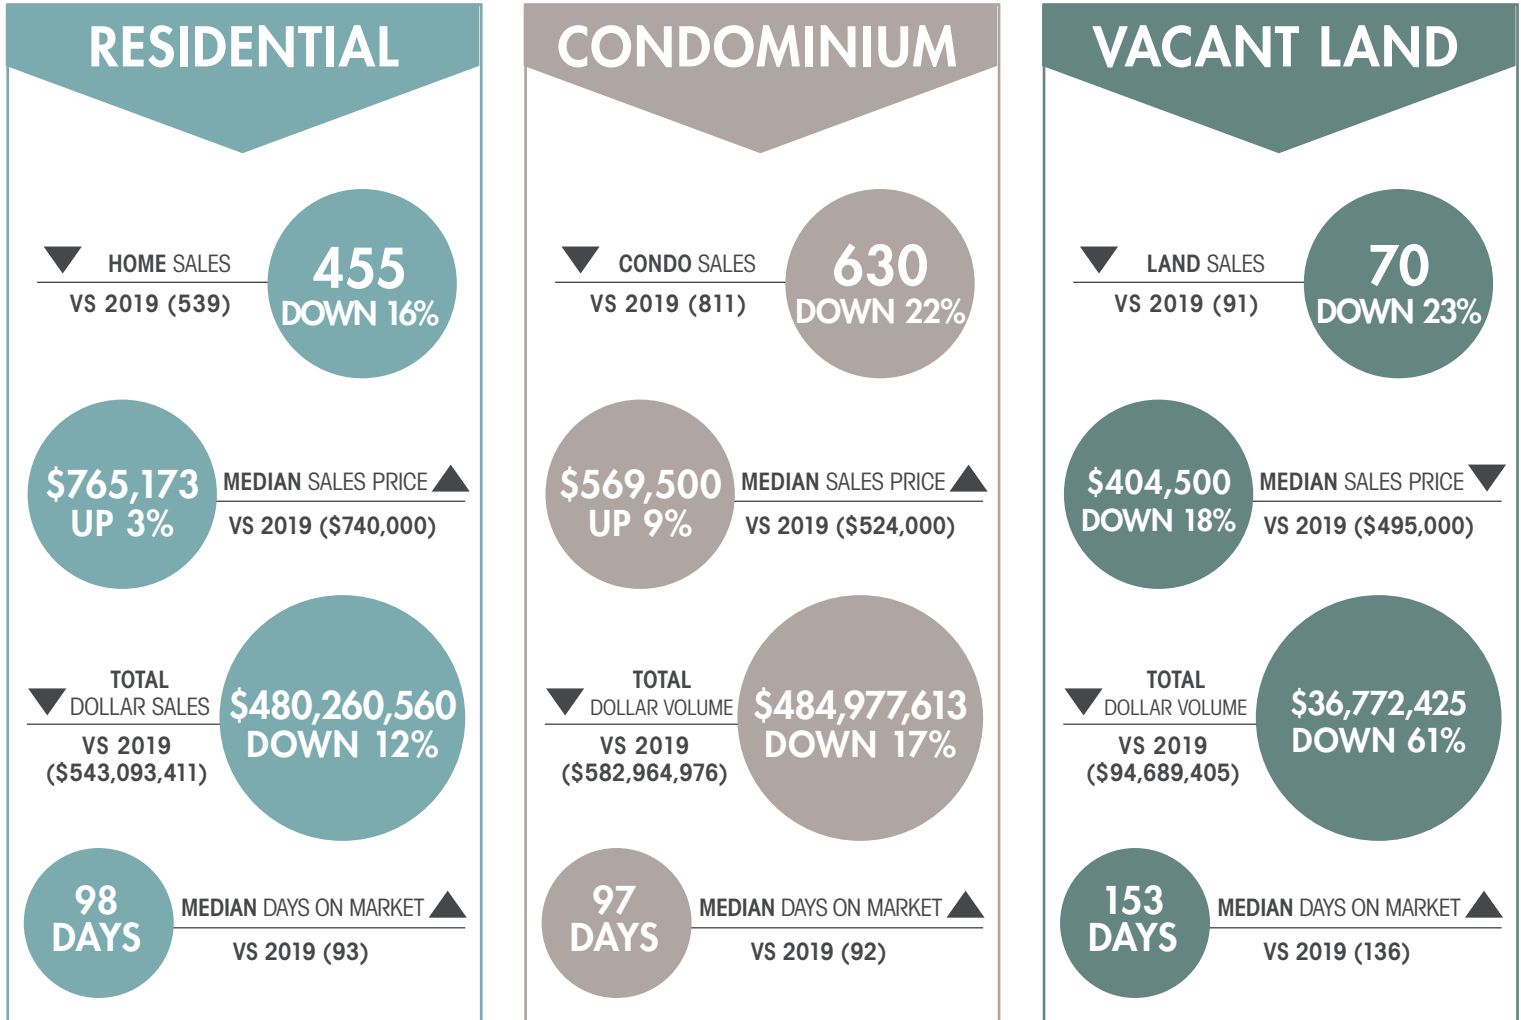 RESIDENTIAL
HOME SALES
VS 2019 (539)
455
DOWN 16%
$765,173
UP 3%
MEDIAN SALES PRICE
VS 2019 ($740,000)
TOTAL
DOLLAR SALES
VS 2019
($543,093,411)
$480,260,560
DOWN 12%
98
DAYS
MEDIAN DAYS ON MARKET
VS 2019 (93)
CONDOMINIUM
CONDO SALES
VS 2019 (811)
630
DOWN 22%
$569,500
UP 9%
MEDIAN SALES PRICE
VS 2019 ($524,000)
TOTAL
DOLLAR VOLUME
VS 2019
($582,964,976)
$484,977,613
DOWN 17%
97
DAYS
MEDIAN DAYS ON MARKET
VS 2019 (92)
VACANT LAND
LAND SALES
VS 2019 (91)
70
DOWN 23%
$404,500
DOWN 18%
MEDIAN SALES PRICE
VS 2019 ($495,000)
TOTAL
DOLLAR VOLUME
VS 2019
($94,689,405)
$36,772,425
DOWN 61%
153
DAYS
MEDIAN DAYS ON MARKET
VS 2019 (136)